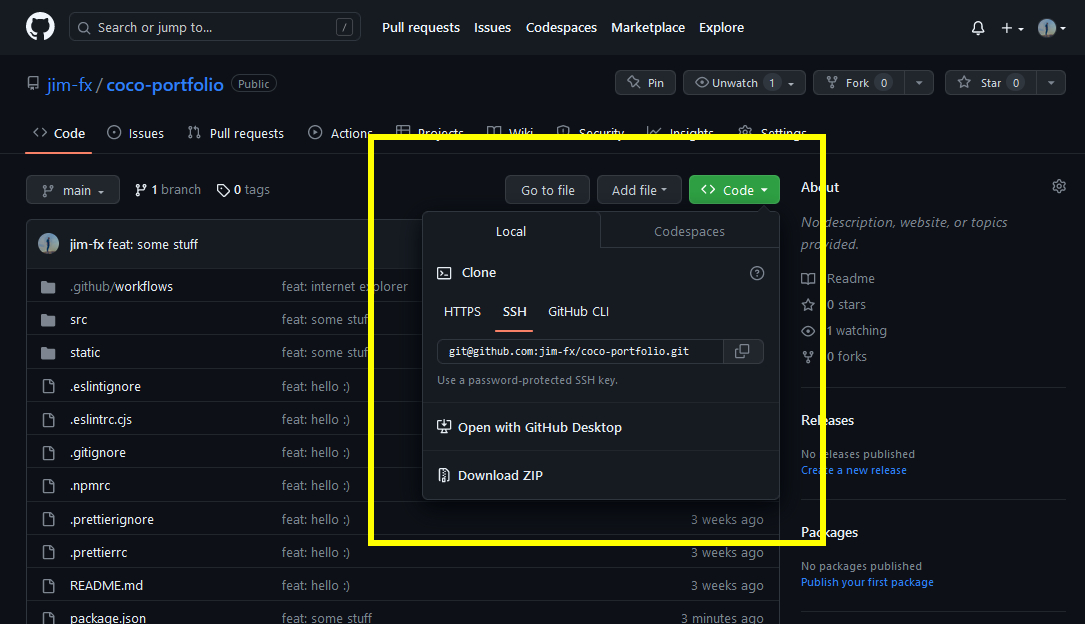 Search or jump to... / Pull requests Issues Codespaces Marketplace Explore
jim-fx / coco-portfolio Public Pin Unwatch 1 Fork 0 Star 0
Code Issues Pull requests Actions Projects Wiki Security Insights Settings
main 1 branch 0 tags Go to file Add file Code
jim-fx feat: some stuff
.github/workflows feat: internet explorer
src feat: some stuff
static feat: some stuff
.eslintignore feat: hello :)
.eslintrc.cjs feat: hello :)
.gitignore feat: hello :)
.npmrc feat: hello :)
.prettierignore feat: hello :) 3 weeks ago
.prettierrc feat: hello :) 3 weeks ago
README.md feat: hello :) 3 weeks ago
package.json feat: some stuff 3 minutes ago
Local Codespaces
Clone
HTTPS SSH GitHub CLI
git@github.com:jim-fx/coco-portfolio.git
Use a password-protected SSH key.
Open with GitHub Desktop
Download ZIP
About
No description, website, or topics
provided.
Readme
0 stars
1 watching
0 forks
Releases
No releases published
Create a new release
Packages
No packages published
Publish your first package